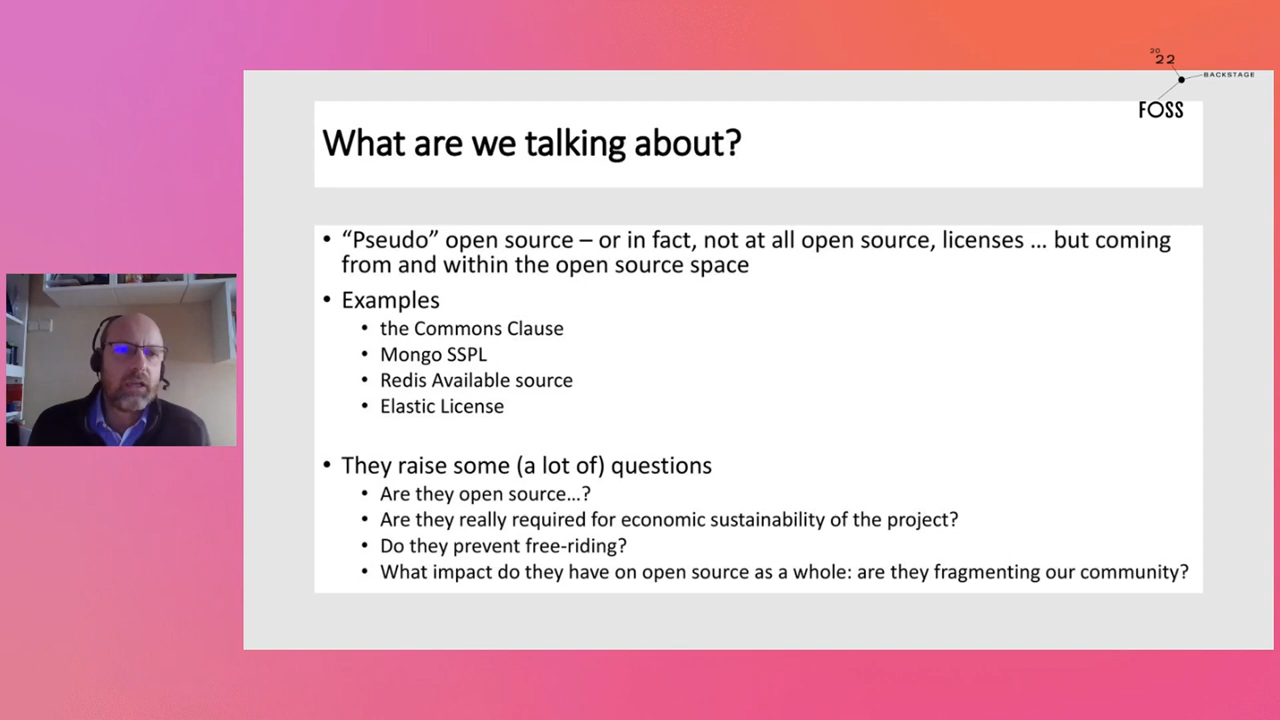 20
22
BACKSTAGE
FOSS
What are we talking about?
• “Pseudo” open source – or in fact, not at all open source, licenses ... but coming
from and within the open source space
• Examples
• the Commons Clause
• Mongo SSPL
• Redis Available source
• Elastic License
• They raise some (a lot of) questions
• Are they open source…?
• Are they really required for economic sustainability of the project?
• Do they prevent free-riding?
• What impact do they have on open source as a whole: are they fragmenting our community?